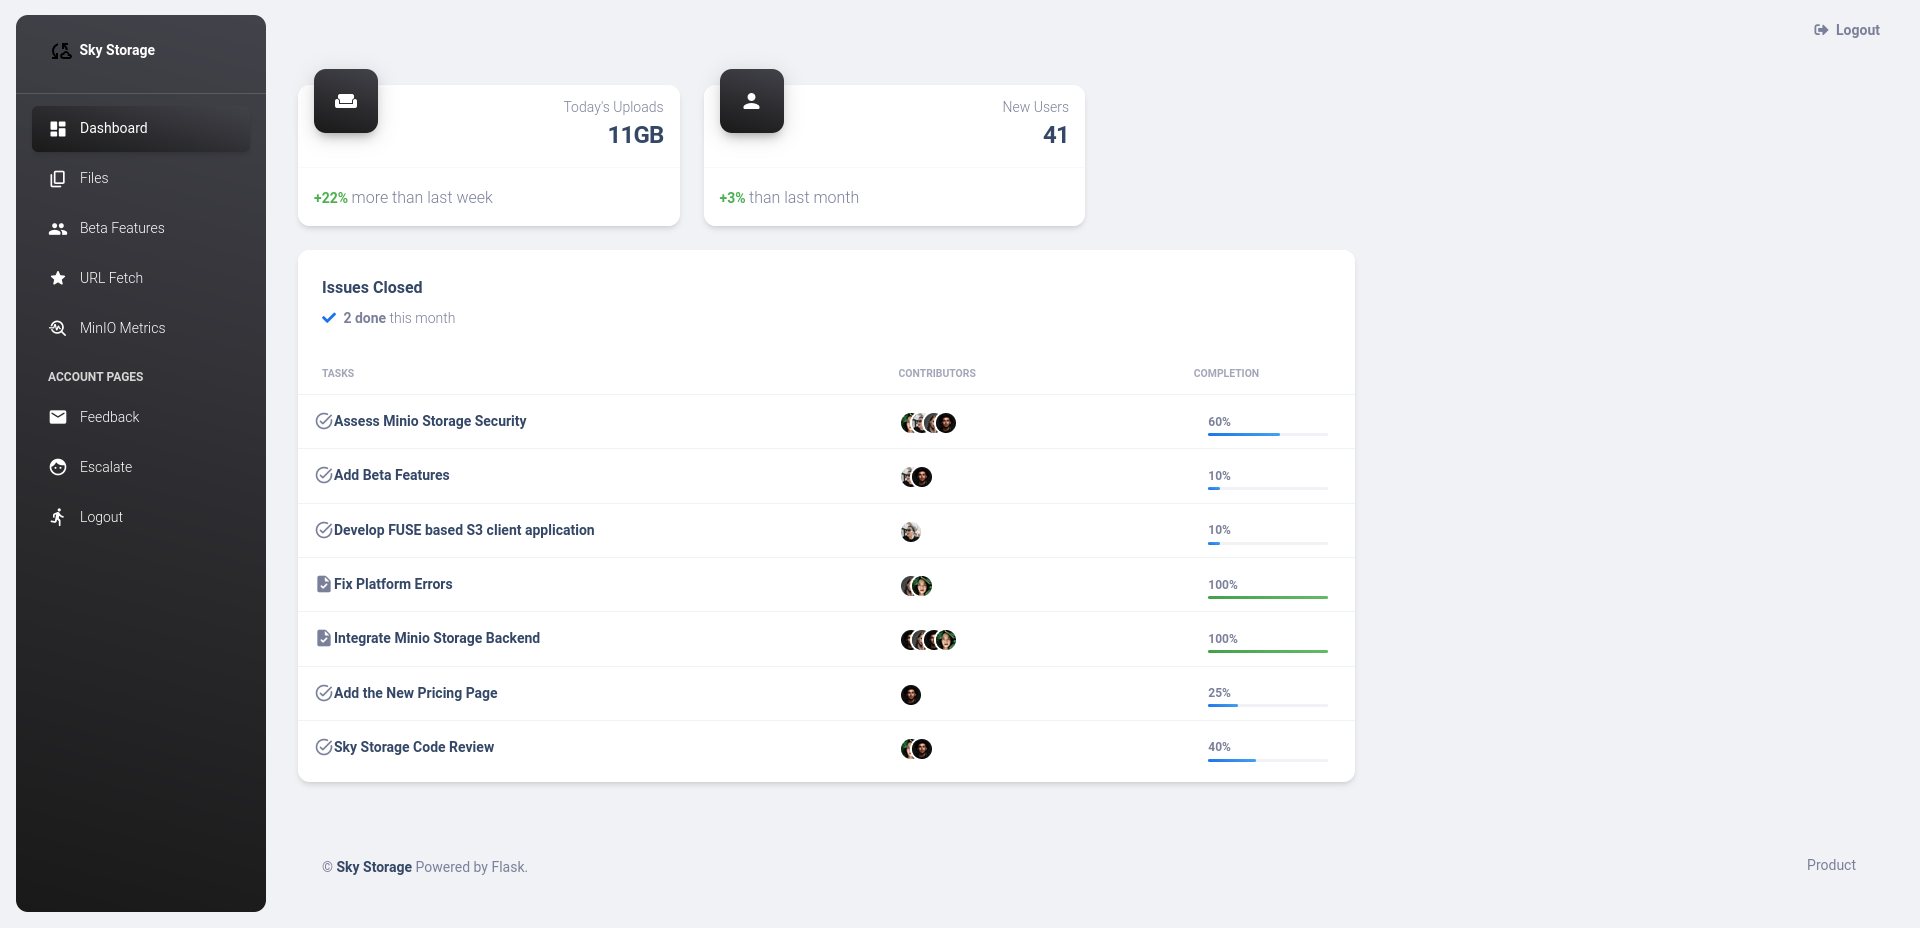 Sky Storage
Logout
Dashboard
Files
Beta Features
URL Fetch
MinIO Metrics
ACCOUNT PAGES
Feedback
Escalate
Logout
Today's Uploads
11GB
+22% more than last week
New Users
41
+3% than last month
Issues Closed
2 done this month
TASKS CONTRIBUTORS COMPLETION
Assess Minio Storage Security 60%
Add Beta Features 10%
Develop FUSE based S3 client application 10%
Fix Platform Errors 100%
Integrate Minio Storage Backend 100%
Add the New Pricing Page 25%
Sky Storage Code Review 40%
© Sky Storage Powered by Flask.
Product